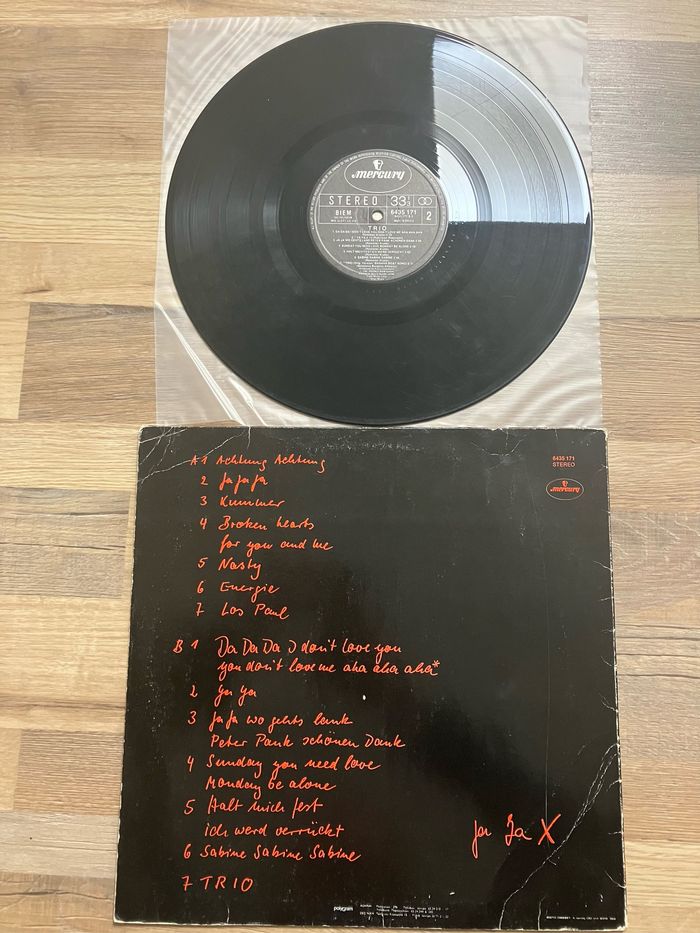 mercury
STEREO 33⅓
BIEM 6435 171 2
TRIO
A 1 Achtung Achtung
2 Ja Ja Ja
3 Kummer
4 Broken hearts
for you and me
5 Nasty
6 Energie
7 Los Paul
B 1 Da Da Da I don't love you
you don't love me aha aha aha*
2 Ya Ya
3 Ja Ja wo gehts lank
Peter Pank schönen Dank
4 Sunday you need love
Monday be alone
5 Halt mich fest
ich werd verrückt
6 Sabine Sabine Sabine
7 TRIO
6435 171
STEREO
mercury
Ja Ja X
polygram